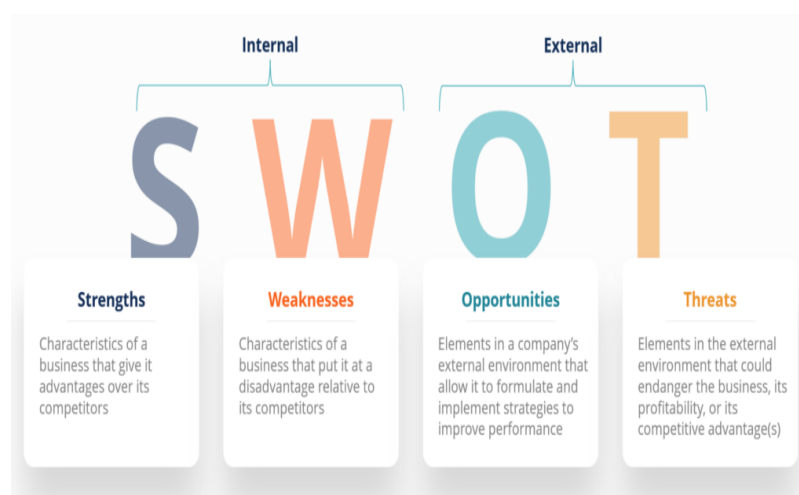 Internal
External
S W O T
Strengths
Characteristics of a
business that give it
advantages over its
competitors
Weaknesses
Characteristics of a
business that put it at a
disadvantage relative to
its competitors
Opportunities
Elements in a company's
external environment that
allow it to formulate and
implement strategies to
improve performance
Threats
Elements in the external
environment that could
endanger the business, its
profitability, or its
competitive advantage(s)